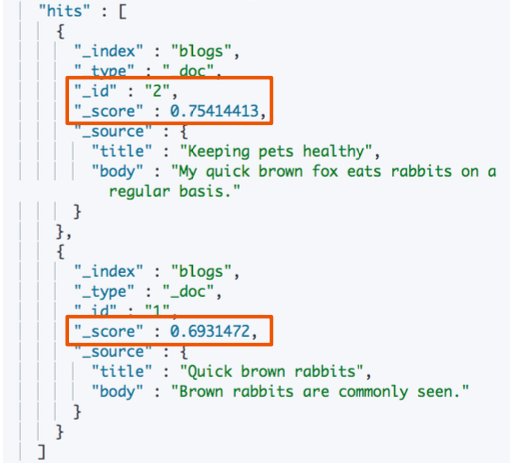 "hits" : [
{
"_index" : "blogs",
"_type" : "_doc",
"_id" : "2",
"_score" : 0.75414413,
"_source" : {
"title" : "Keeping pets healthy",
"body" : "My quick brown fox eats rabbits on a
regular basis."
}
},
{
"_index" : "blogs",
"_type" : "_doc",
"_id" : "1",
"_score" : 0.6931472,
"_source" : {
"title" : "Quick brown rabbits",
"body" : "Brown rabbits are commonly seen."
}
}
]